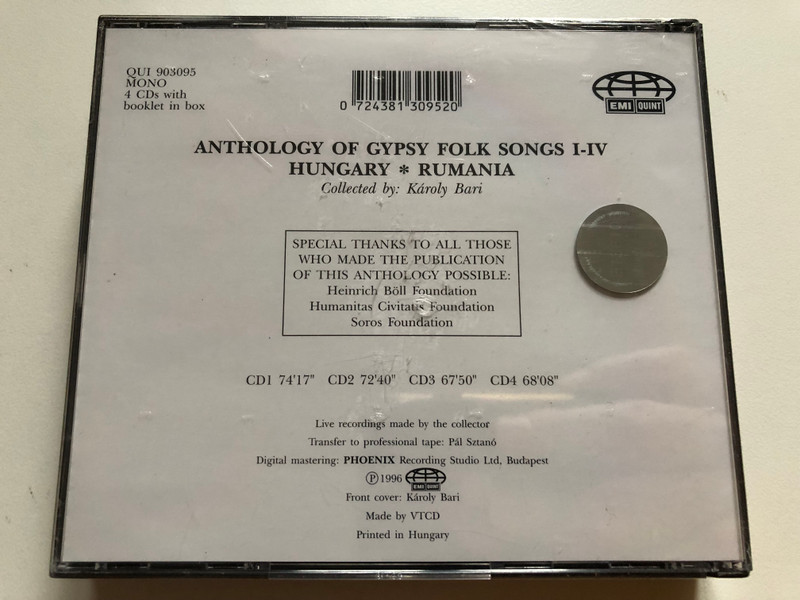 QUI 903095
MONO
4 CDs with
booklet in box
0 724381 309520
EMI QUINT
ANTHOLOGY OF GYPSY FOLK SONGS I-IV
HUNGARY * RUMANIA
Collected by: Károly Bari
SPECIAL THANKS TO ALL THOSE
WHO MADE THE PUBLICATION
OF THIS ANTHOLOGY POSSIBLE:
Heinrich Böll Foundation
Humanitas Civitatis Foundation
Soros Foundation
CD1 74'17" CD2 72'40" CD3 67'50" CD4 68'08"
Live recordings made by the collector
Transfer to professional tape: Pál Sztanó
Digital mastering: PHOENIX Recording Studio Ltd, Budapest
℗ 1996 EMI QUINT
Front cover: Károly Bari
Made by VTCD
Printed in Hungary